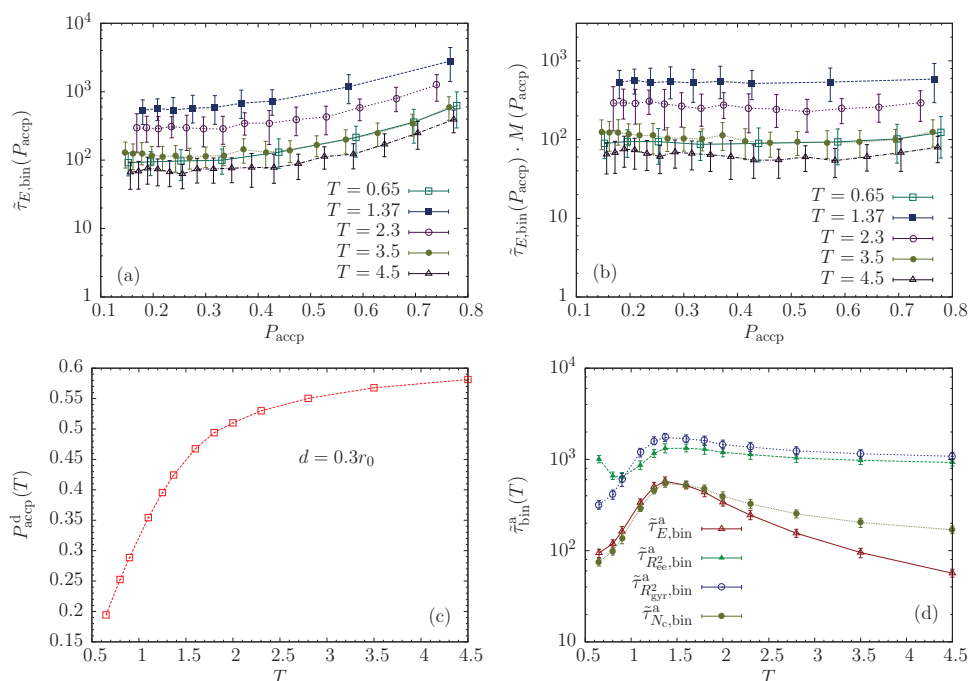 10^4
10^3
10^2
10
1
τ̃_{E,bin}(P_accp)
T = 0.65
T = 1.37
T = 2.3
T = 3.5
T = 4.5
(a)
0.1 0.2 0.3 0.4 0.5 0.6 0.7 0.8
P_accp
10^4
10^3
10^2
10
1
τ̃_{E,bin}(P_accp) · M(P_accp)
T = 0.65
T = 1.37
T = 2.3
T = 3.5
T = 4.5
(b)
0.1 0.2 0.3 0.4 0.5 0.6 0.7 0.8
P_accp
0.6
0.55
0.5
0.45
0.4
0.35
0.3
0.25
0.2
0.15
P^d_accp(T)
d = 0.3r_0
(c)
0.5 1 1.5 2 2.5 3 3.5 4 4.5
T
10^4
10^3
10^2
10
τ̃^a_bin(T)
τ̃^a_{E,bin}
τ̃^a_{R^2_ee,bin}
τ̃^a_{R^2_gyr,bin}
τ̃^a_{N_c,bin}
(d)
0.5 1 1.5 2 2.5 3 3.5 4 4.5
T